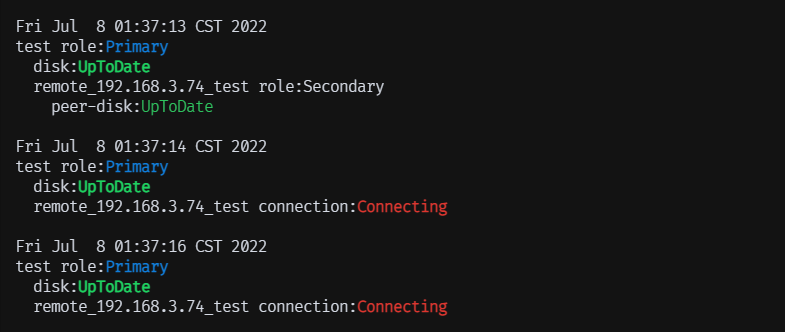 Fri Jul  8 01:37:13 CST 2022
test role:Primary
  disk:UpToDate
  remote_192.168.3.74_test role:Secondary
    peer-disk:UpToDate

Fri Jul  8 01:37:14 CST 2022
test role:Primary
  disk:UpToDate
  remote_192.168.3.74_test connection:Connecting

Fri Jul  8 01:37:16 CST 2022
test role:Primary
  disk:UpToDate
  remote_192.168.3.74_test connection:Connecting